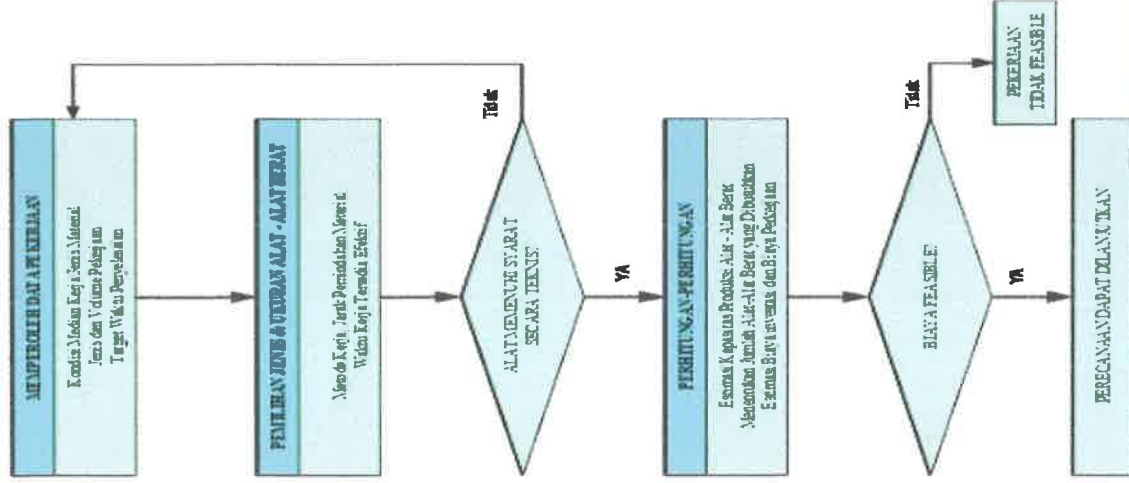 MEMPEROLEH DATA PEKERJAAN
Kondisi Medan Kerja Jenis Material
Jenis dan Volume Pekerjaan
Target Waktu Penyelesaian
PEMILIHAN JENIS & UKURAN ALAT - ALAT BERAT
Metode Kerja, Jarak Pemindahan Material
Waktu Kerja Tersedia Efektif
ALAT MEMENUHI SYARAT
SECARA TEKNIS?
Tidak
YA
PERHITUNGAN-PERHITUNGAN
Estimasi Kapasitas Produksi Alat - Alat Berat
Menentukan Jumlah Alat-Alat Berat yang Dibutuhkan
Estimasi Biaya Investasi dan Biaya Pekerjaan
BIAYA FEASIBLE?
Tidak
PEKERJAAN
TIDAK FEASIBLE
YA
PERECANAAN DAPAT DILANJUTKAN